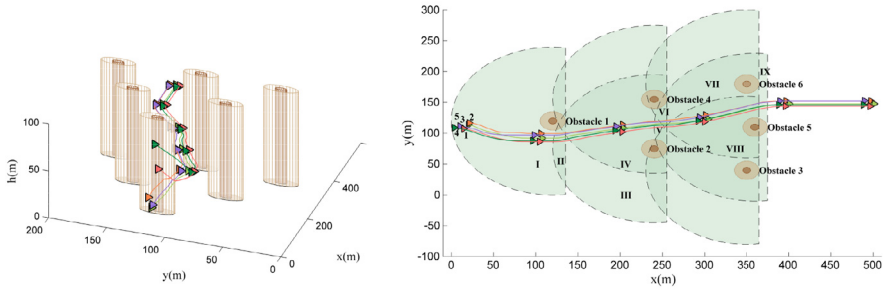 100
50
0
h(m)
200
150
100
50
0
y(m)
0
200
400
x(m)
300
250
200
150
100
50
0
-50
-100
y(m)
0
50
100
150
200
250
300
350
400
450
500
x(m)
5
3
2
4
1
Obstacle 1
Obstacle 4
Obstacle 2
Obstacle 6
Obstacle 5
Obstacle 3
I
II
III
IV
V
VI
VII
VIII
IX